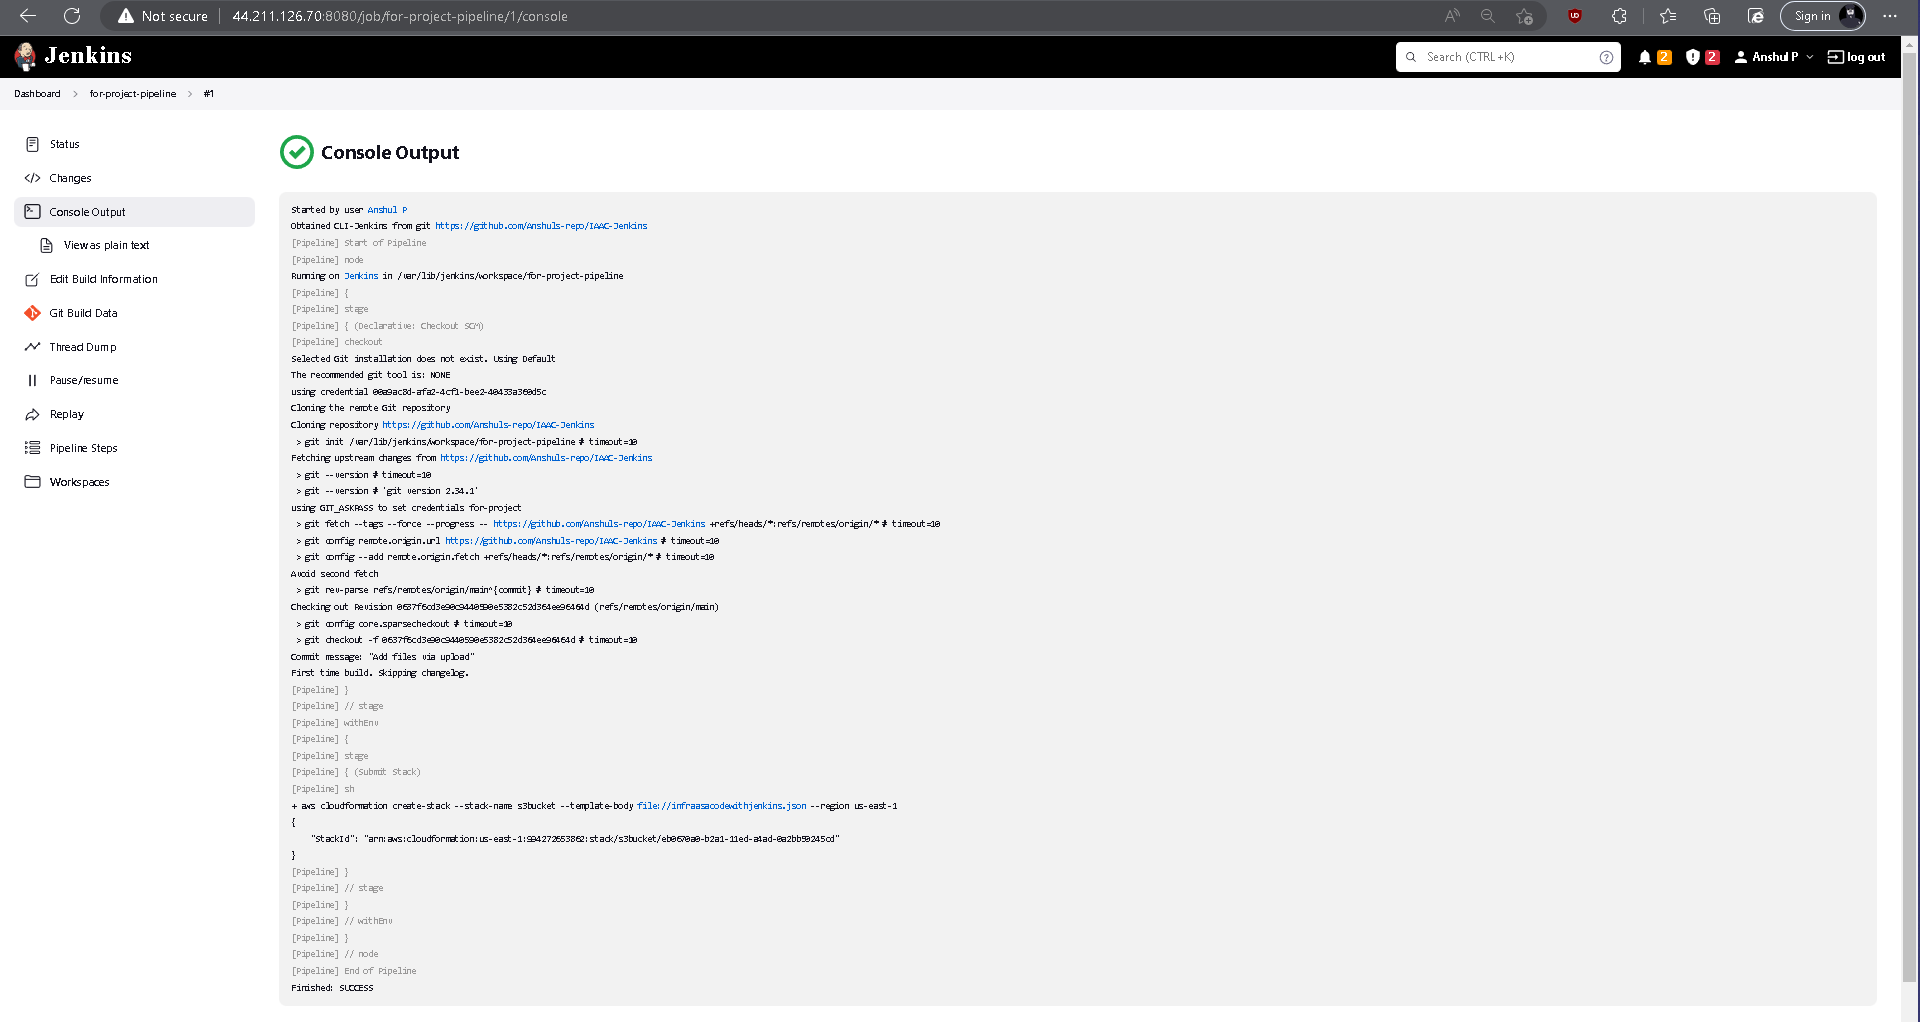 Not secure | 44.211.126.70:8080/job/for-project-pipeline/1/console
Sign in
Jenkins
Search (CTRL+K)
2
2
Anshul P
log out
Dashboard > for-project-pipeline > #1
Status
Changes
Console Output
View as plain text
Edit Build Information
Git Build Data
Thread Dump
Pause/resume
Replay
Pipeline Steps
Workspaces
Console Output
Started by user Anshul P
Obtained CLI-Jenkins from git https://github.com/Anshuls-repo/IAAC-Jenkins
[Pipeline] Start of Pipeline
[Pipeline] node
Running on Jenkins in /var/lib/jenkins/workspace/for-project-pipeline
[Pipeline] {
[Pipeline] stage
[Pipeline] { (Declarative: Checkout SCM)
[Pipeline] checkout
Selected Git installation does not exist. Using Default
The recommended git tool is: NONE
using credential 00a9ac8d-afa2-4cf1-bee2-40433a360d5c
Cloning the remote Git repository
Cloning repository https://github.com/Anshuls-repo/IAAC-Jenkins
> git init /var/lib/jenkins/workspace/for-project-pipeline # timeout=10
Fetching upstream changes from https://github.com/Anshuls-repo/IAAC-Jenkins
> git --version # timeout=10
> git --version # 'git version 2.34.1'
using GIT_ASKPASS to set credentials for-project
> git fetch --tags --force --progress -- https://github.com/Anshuls-repo/IAAC-Jenkins +refs/heads/*:refs/remotes/origin/* # timeout=10
> git config remote.origin.url https://github.com/Anshuls-repo/IAAC-Jenkins # timeout=10
> git config --add remote.origin.fetch +refs/heads/*:refs/remotes/origin/* # timeout=10
Avoid second fetch
> git rev-parse refs/remotes/origin/main^{commit} # timeout=10
Checking out Revision 0637f6cd3e90c9440590e5382c52d364ee96464d (refs/remotes/origin/main)
> git config core.sparsecheckout # timeout=10
> git checkout -f 0637f6cd3e90c9440590e5382c52d364ee96464d # timeout=10
Commit message: "Add files via upload"
First time build. Skipping changelog.
[Pipeline] }
[Pipeline] // stage
[Pipeline] withEnv
[Pipeline] {
[Pipeline] stage
[Pipeline] { (Submit Stack)
[Pipeline] sh
+ aws cloudformation create-stack --stack-name s3bucket --template-body file://infraasacodewithjenkins.json --region us-east-1
{
"StackId": "arn:aws:cloudformation:us-east-1:994272653862:stack/s3bucket/eb0670a0-b2a1-11ed-a4ad-0a2bb50245cd"
}
[Pipeline] }
[Pipeline] // stage
[Pipeline] }
[Pipeline] // withEnv
[Pipeline] }
[Pipeline] // node
[Pipeline] End of Pipeline
Finished: SUCCESS